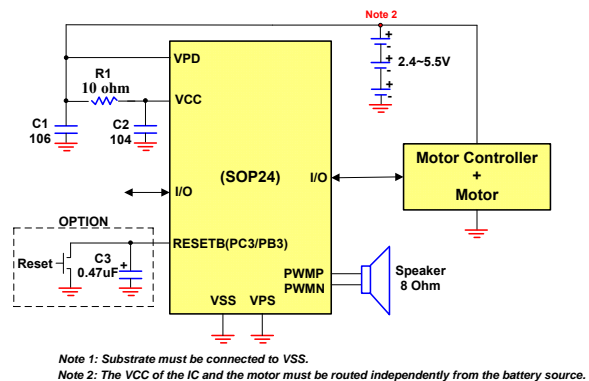 Note 2
VPD
2.4~5.5V
R1
10 ohm
VCC
C1
106
C2
104
(SOP24)
Motor Controller
+
Motor
I/O
I/O
OPTION
RESETB(PC3/PB3)
Reset
C3
0.47uF
+
PWMP
PWMN
Speaker
8 Ohm
VSS VPS
Note 1: Substrate must be connected to VSS.
Note 2: The VCC of the IC and the motor must be routed independently from the battery source.